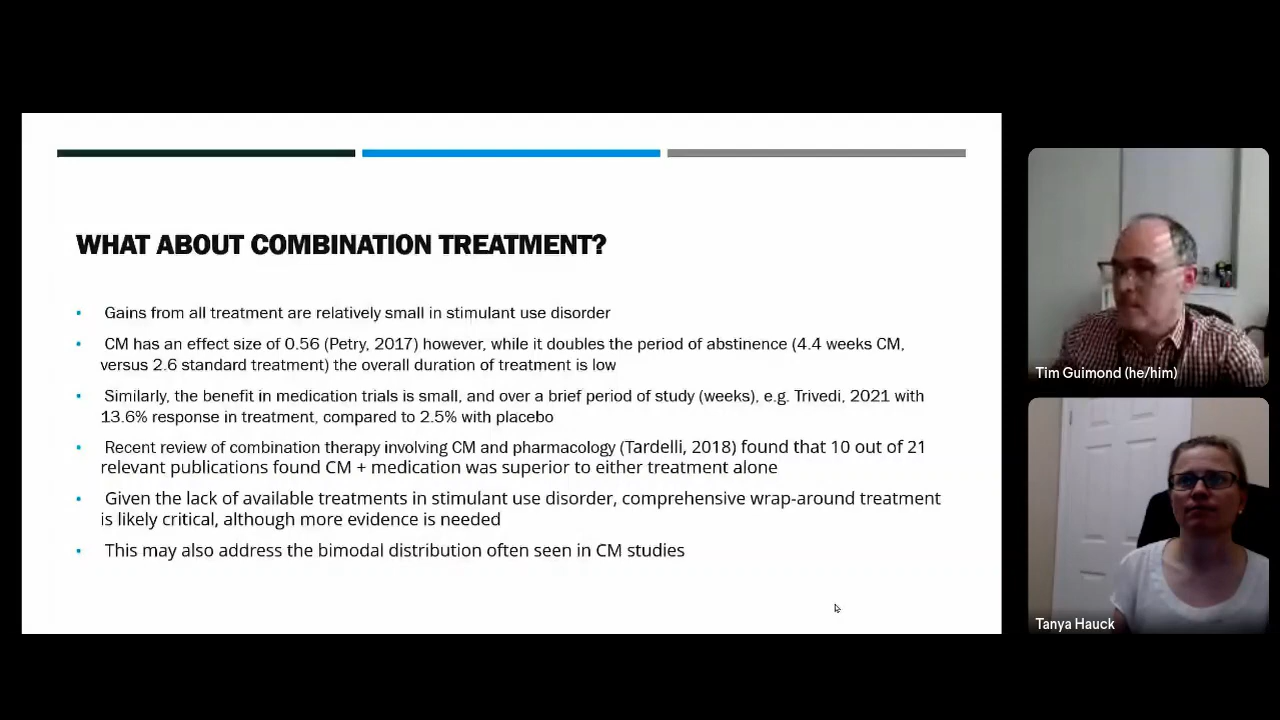 WHAT ABOUT COMBINATION TREATMENT?
Gains from all treatment are relatively small in stimulant use disorder
CM has an effect size of 0.56 (Petry, 2017) however, while it doubles the period of abstinence (4.4 weeks CM,
versus 2.6 standard treatment) the overall duration of treatment is low
Similarly, the benefit in medication trials is small, and over a brief period of study (weeks), e.g. Trivedi, 2021 with
13.6% response in treatment, compared to 2.5% with placebo
Recent review of combination therapy involving CM and pharmacology (Tardelli, 2018) found that 10 out of 21
relevant publications found CM + medication was superior to either treatment alone
Given the lack of available treatments in stimulant use disorder, comprehensive wrap-around treatment
is likely critical, although more evidence is needed
This may also address the bimodal distribution often seen in CM studies
Tim Guimond (he/him)
Tanya Hauck